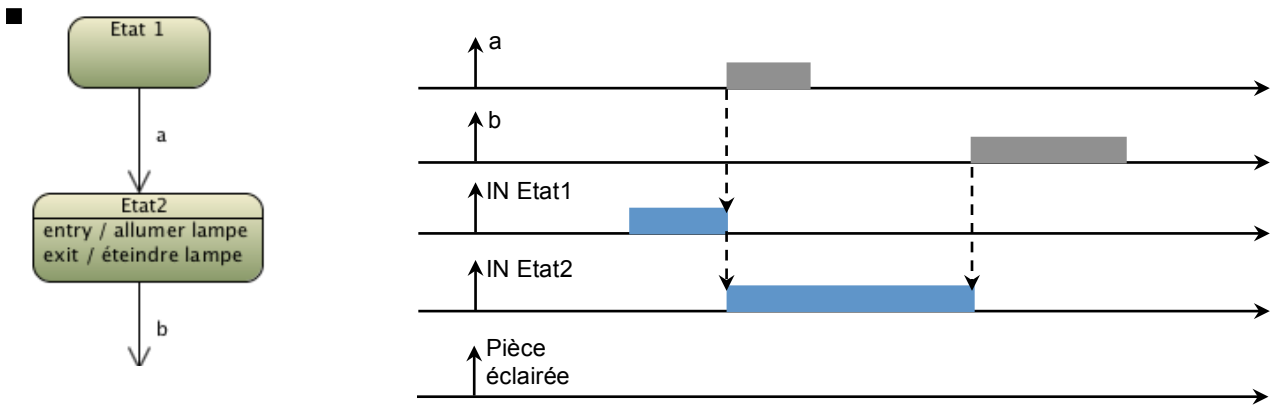 Etat 1
a
Etat2
entry / allumer lampe
exit / éteindre lampe
b
a
b
IN Etat1
IN Etat2
Pièce
éclairée